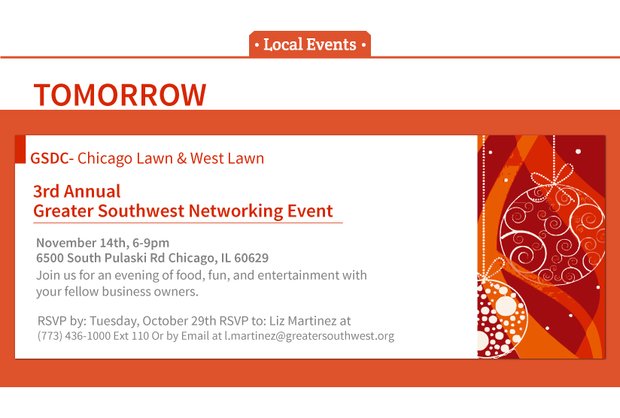 • Local Events •
TOMORROW
GSDC- Chicago Lawn & West Lawn
3rd Annual
Greater Southwest Networking Event
November 14th, 6-9pm
6500 South Pulaski Rd Chicago, IL 60629
Join us for an evening of food, fun, and entertainment with
your fellow business owners.
RSVP by: Tuesday, October 29th RSVP to: Liz Martinez at
(773) 436-1000 Ext 110 Or by Email at l.martinez@greatersouthwest.org